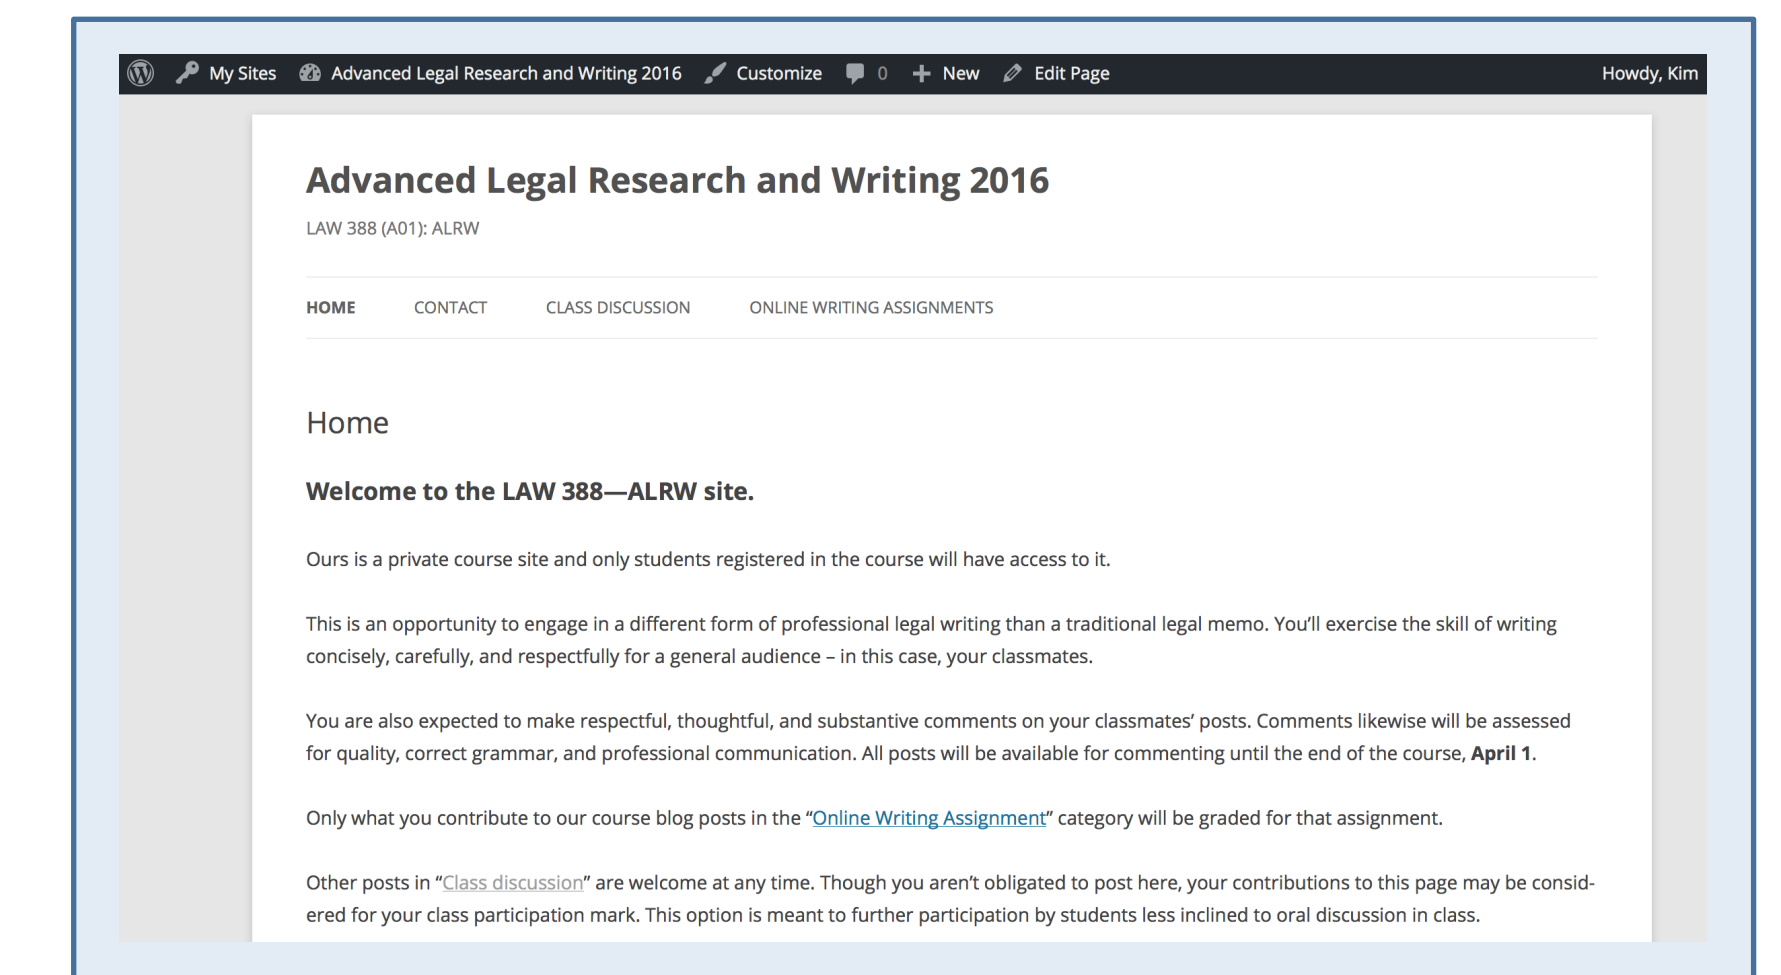 My Sites Advanced Legal Research and Writing 2016 Customize 0 New Edit Page Howdy, Kim
Advanced Legal Research and Writing 2016
LAW 388 (A01): ALRW
HOME CONTACT CLASS DISCUSSION ONLINE WRITING ASSIGNMENTS
Home
Welcome to the LAW 388—ALRW site.
Ours is a private course site and only students registered in the course will have access to it.
This is an opportunity to engage in a different form of professional legal writing than a traditional legal memo. You’ll exercise the skill of writing
concisely, carefully, and respectfully for a general audience – in this case, your classmates.
You are also expected to make respectful, thoughtful, and substantive comments on your classmates’ posts. Comments likewise will be assessed
for quality, correct grammar, and professional communication. All posts will be available for commenting until the end of the course, April 1.
Only what you contribute to our course blog posts in the “Online Writing Assignment” category will be graded for that assignment.
Other posts in “Class discussion” are welcome at any time. Though you aren’t obligated to post here, your contributions to this page may be consid-
ered for your class participation mark. This option is meant to further participation by students less inclined to oral discussion in class.